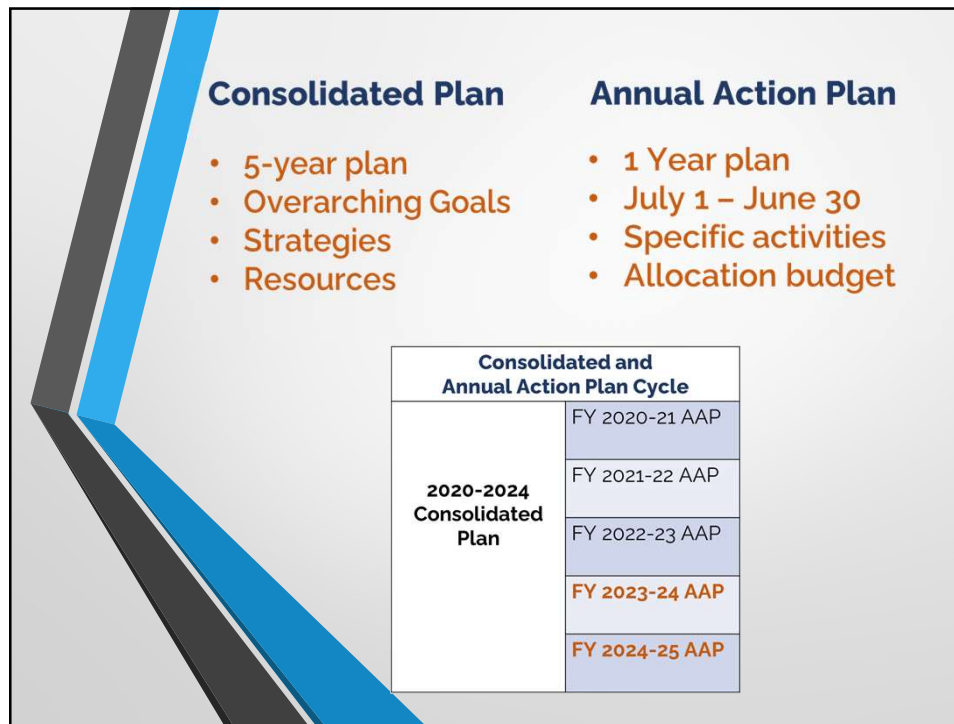 Consolidated Plan
• 5-year plan
• Overarching Goals
• Strategies
• Resources
Annual Action Plan
• 1 Year plan
• July 1 – June 30
• Specific activities
• Allocation budget
Consolidated and
Annual Action Plan Cycle
2020-2024
Consolidated
Plan
FY 2020-21 AAP
FY 2021-22 AAP
FY 2022-23 AAP
FY 2023-24 AAP
FY 2024-25 AAP